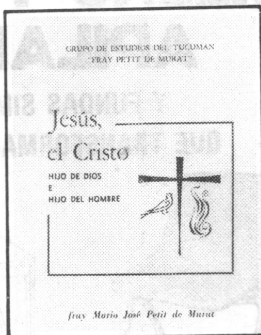 GRUPO DE ESTUDIOS DEL TUCUMAN
"FRAY PETIT DE MURAT"
Jesús,
el Cristo
HIJO DE DIOS
E
HIJO DEL HOMBRE
fray Mario José Petit de Murat